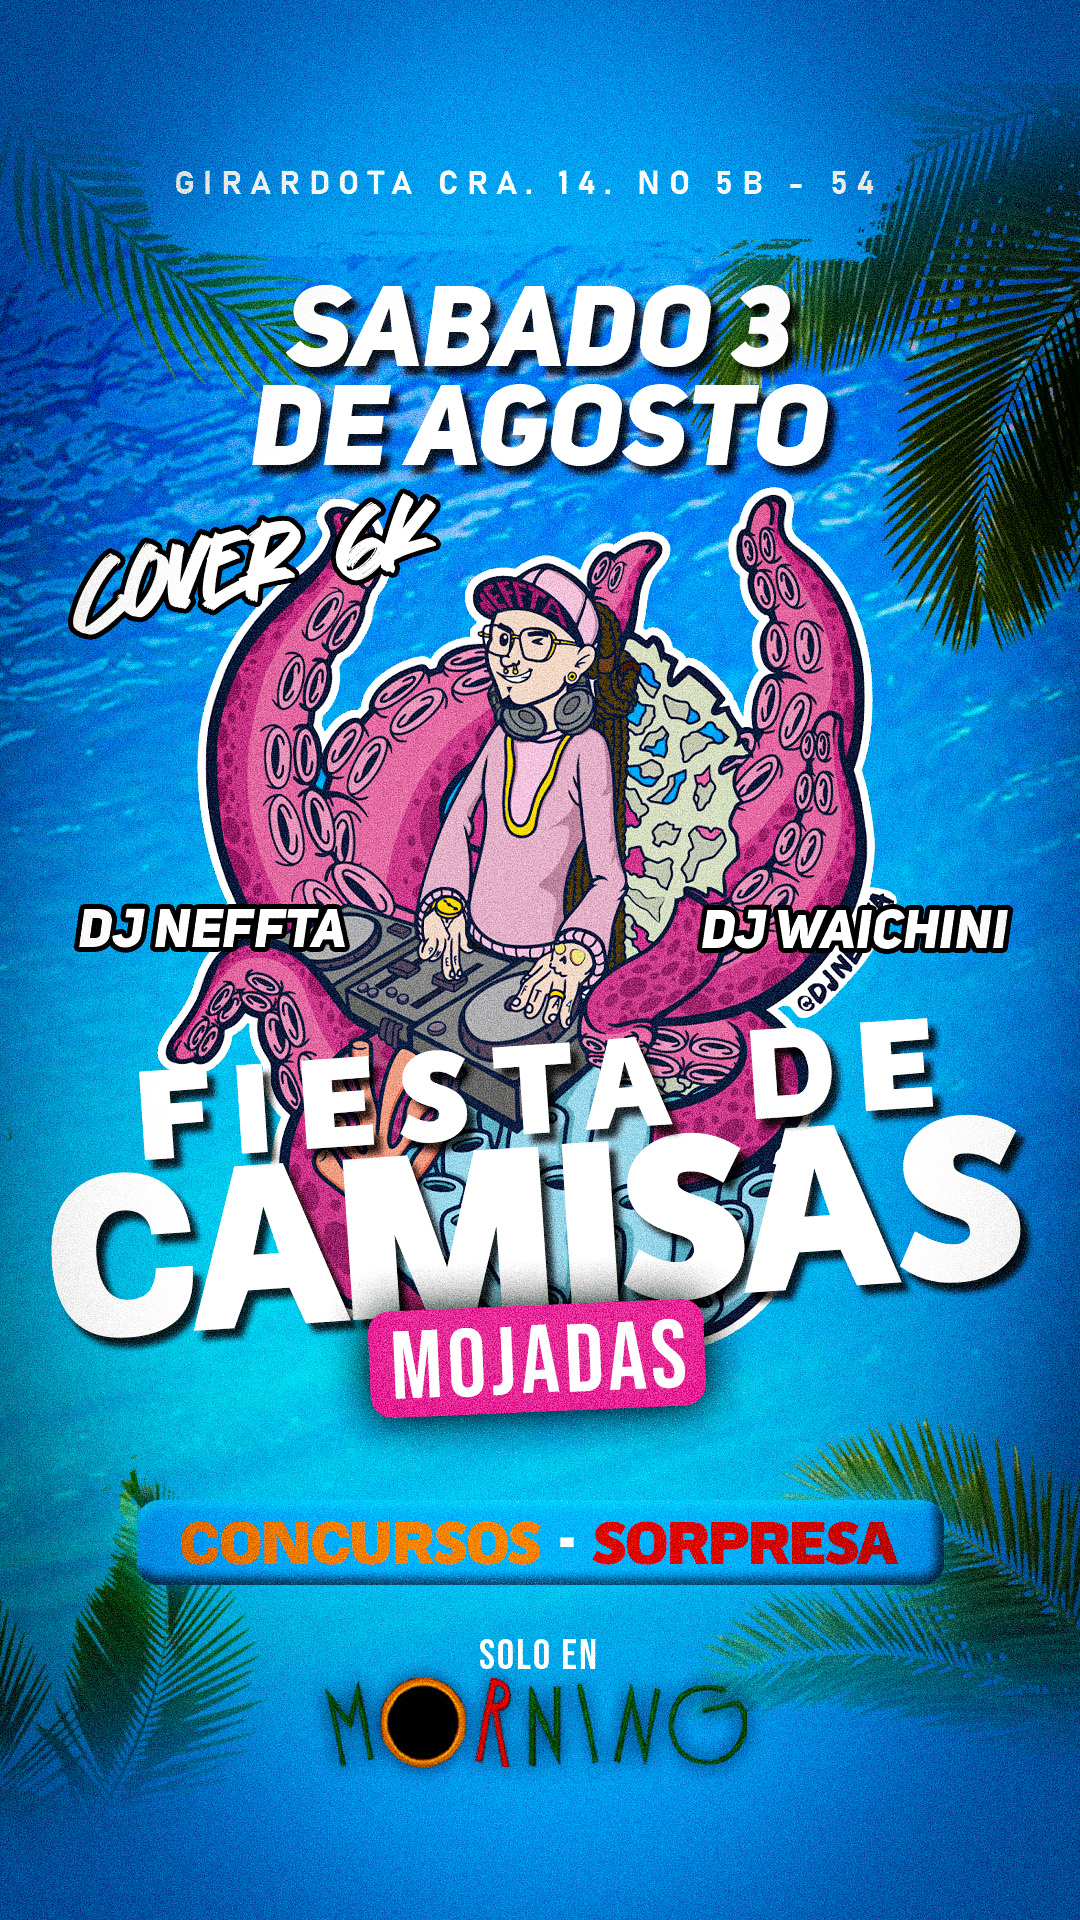 GIRARDOTA CRA. 14. NO 5B - 54
SABADO 3
DE AGOSTO
COVER 6K
NEFFTA
DJ NEFFTA
DJ WAICHINI
FIESTA DE
CAMISAS
MOJADAS
CONCURSOS - SORPRESA
SOLO EN
MORNING